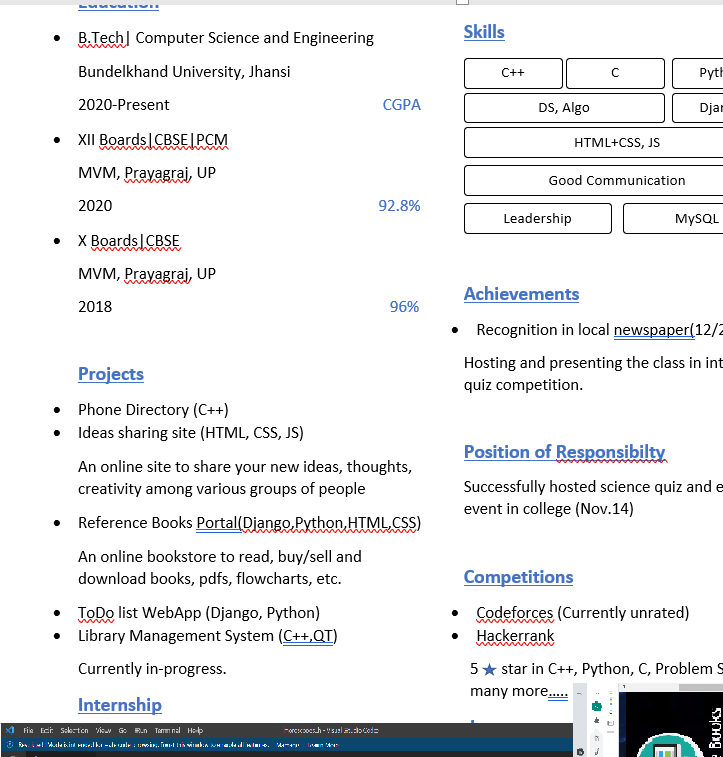 Education
B.Tech| Computer Science and Engineering
Bundelkhand University, Jhansi
2020-Present CGPA
XII Boards|CBSE|PCM
MVM, Prayagraj, UP
2020 92.8%
X Boards|CBSE
MVM, Prayagraj, UP
2018 96%
Projects
Phone Directory (C++)
Ideas sharing site (HTML, CSS, JS)
An online site to share your new ideas, thoughts,
creativity among various groups of people
Reference Books Portal(Django,Python,HTML,CSS)
An online bookstore to read, buy/sell and
download books, pdfs, flowcharts, etc.
ToDo list WebApp (Django, Python)
Library Management System (C++,QT)
Currently in-progress.
Internship
Skills
C++ C
DS, Algo
HTML+CSS, JS
Good Communication
Leadership MySQL
Achievements
Recognition in local newspaper(12/2
Hosting and presenting the class in int
quiz competition.
Position of Responsibilty
Successfully hosted science quiz and e
event in college (Nov.14)
Competitions
Codeforces (Currently unrated)
Hackerrank
5 ★ star in C++, Python, C, Problem S
many more.....
File Edit Selection View Go Run Terminal Help
Visual Studio Code
Books